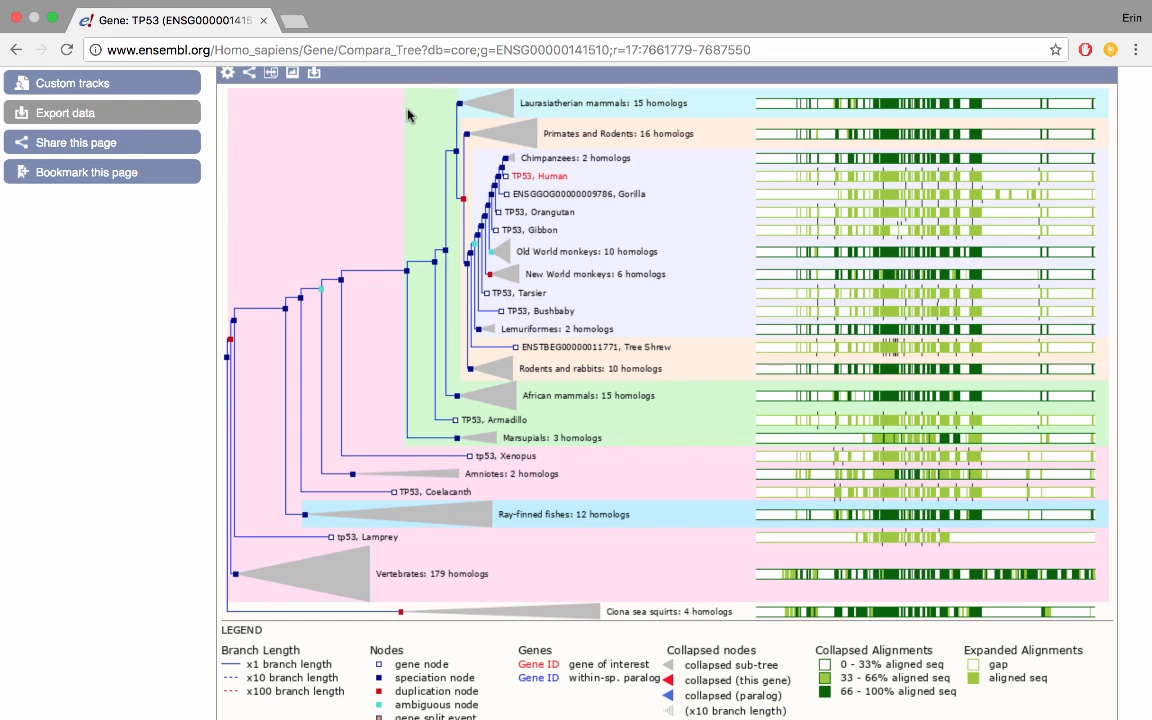 Gene: TP53 (ENSG000001415
Erin
www.ensembl.org/Homo_sapiens/Gene/Compara_Tree?db=core;g=ENSG00000141510;r=17:7661779-7687550
Custom tracks
Export data
Share this page
Bookmark this page
Laurasiatherian mammals: 15 homologs
Primates and Rodents: 16 homologs
Chimpanzees: 2 homologs
TP53, Human
ENSGGOG00000009786, Gorilla
TP53, Orangutan
TP53, Gibbon
Old World monkeys: 10 homologs
New World monkeys: 6 homologs
TP53, Tarsier
TP53, Bushbaby
Lemuriformes: 2 homologs
ENSTBEG00000011771, Tree Shrew
Rodents and rabbits: 10 homologs
African mammals: 15 homologs
TP53, Armadillo
Marsupials: 3 homologs
tp53, Xenopus
Amniotes: 2 homologs
TP53, Coelacanth
Ray-finned fishes: 12 homologs
tp53, Lamprey
Vertebrates: 179 homologs
Ciona sea squirts: 4 homologs
LEGEND
Branch Length
x1 branch length
x10 branch length
x100 branch length
Nodes
gene node
speciation node
duplication node
ambiguous node
gene split event
Genes
Gene ID gene of interest
Gene ID within-sp. paralog
Collapsed nodes
collapsed sub-tree
collapsed (this gene)
collapsed (paralog)
(x10 branch length)
Collapsed Alignments
0 - 33% aligned seq
33 - 66% aligned seq
66 - 100% aligned seq
Expanded Alignments
gap
aligned seq